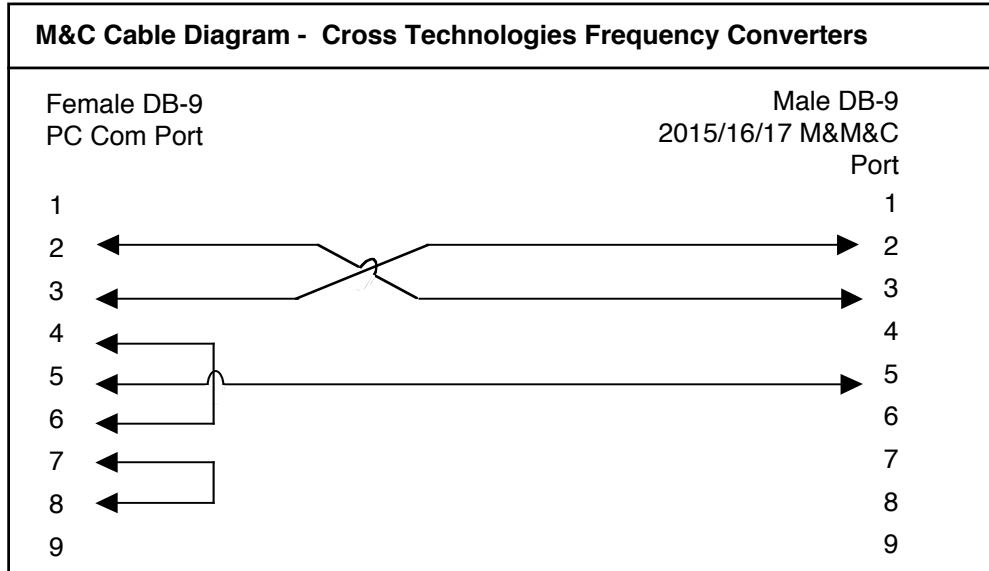 M&C Cable Diagram - Cross Technologies Frequency Converters
Female DB-9
PC Com Port
Male DB-9
2015/16/17 M&M&C
Port
1 1
2 2
3 3
4 4
5 5
6 6
7 7
8 8
9 9